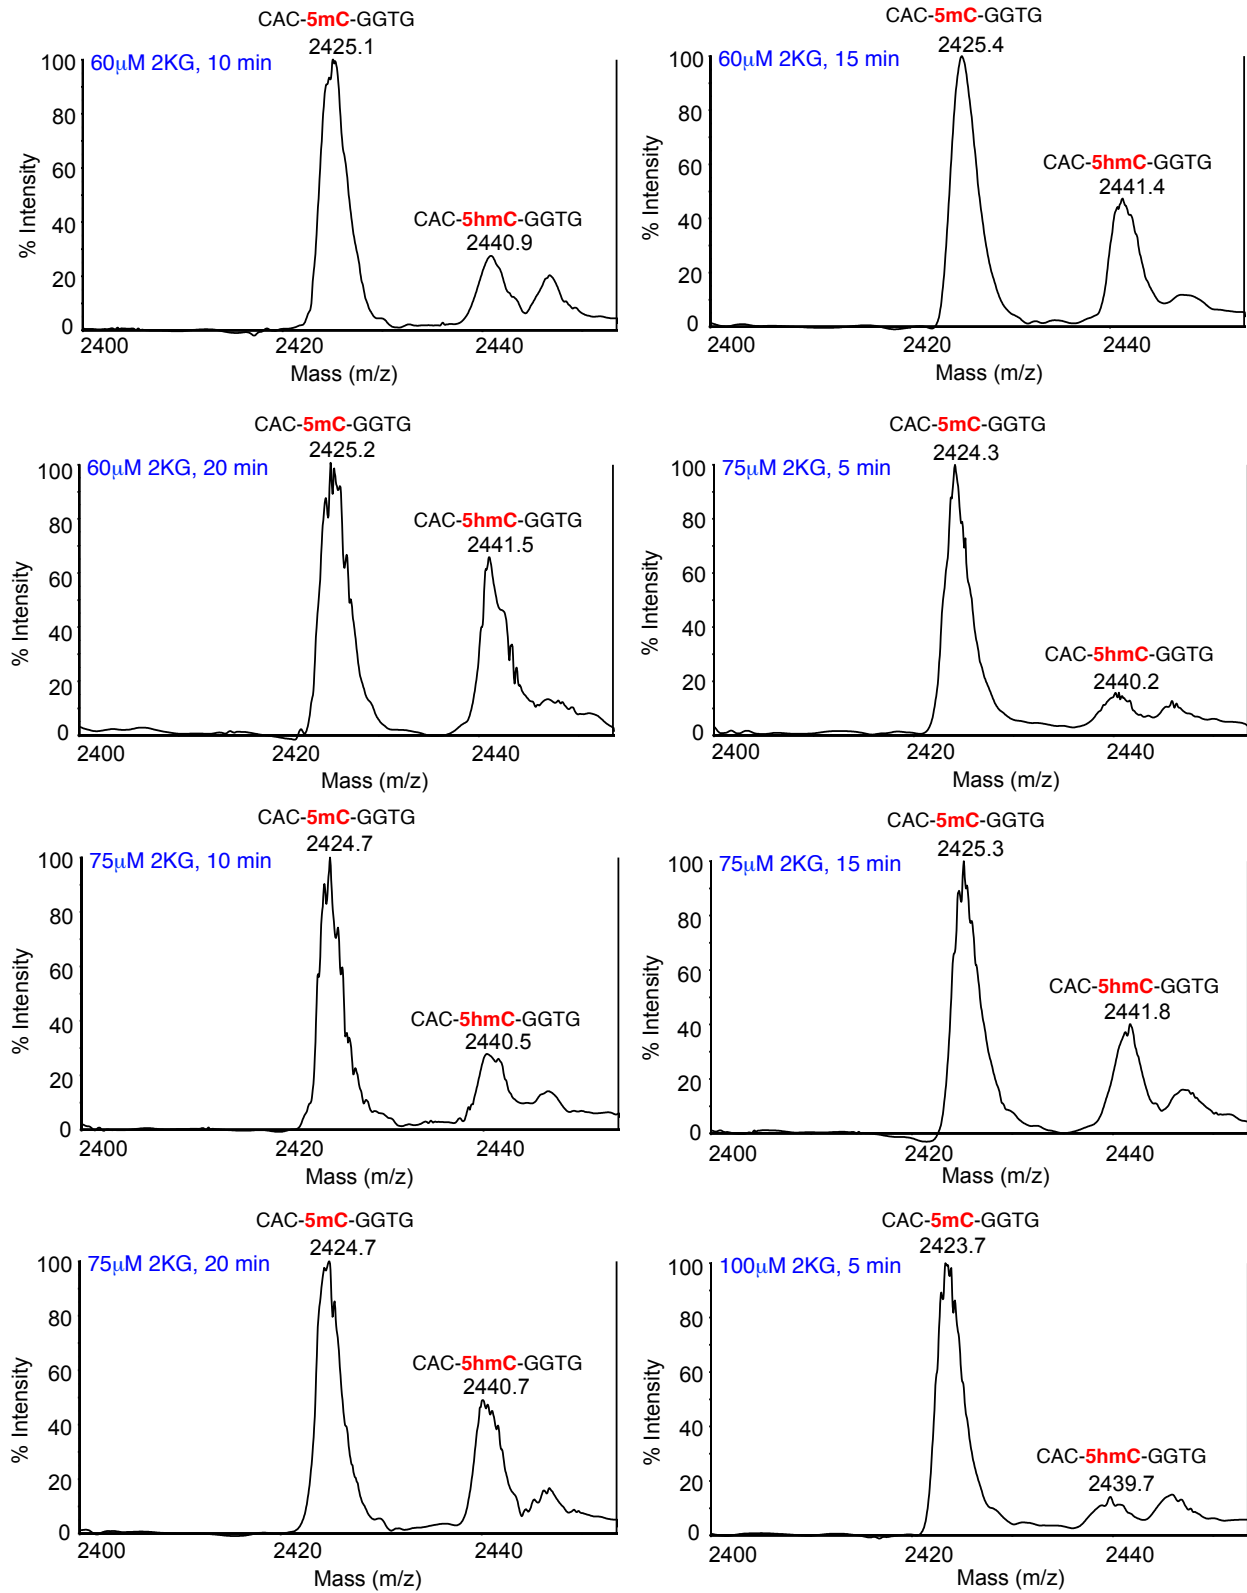 CAC-5mC-GGTG
2425.1
60μM 2KG, 10 min
CAC-5hmC-GGTG
2440.9
% Intensity
100
80
60
40
20
0
2400
2420
2440
Mass (m/z)
CAC-5mC-GGTG
2425.4
60μM 2KG, 15 min
CAC-5hmC-GGTG
2441.4
% Intensity
100
80
60
40
20
0
2400
2420
2440
Mass (m/z)
CAC-5mC-GGTG
2425.2
60μM 2KG, 20 min
CAC-5hmC-GGTG
2441.5
% Intensity
100
80
60
40
20
0
2400
2420
2440
Mass (m/z)
CAC-5mC-GGTG
2424.3
75μM 2KG, 5 min
CAC-5hmC-GGTG
2440.2
% Intensity
100
80
60
40
20
0
2400
2420
2440
Mass (m/z)
CAC-5mC-GGTG
2424.7
75μM 2KG, 10 min
CAC-5hmC-GGTG
2440.5
% Intensity
100
80
60
40
20
0
2400
2420
2440
Mass (m/z)
CAC-5mC-GGTG
2425.3
75μM 2KG, 15 min
CAC-5hmC-GGTG
2441.8
% Intensity
100
80
60
40
20
0
2400
2420
2440
Mass (m/z)
CAC-5mC-GGTG
2424.7
75μM 2KG, 20 min
CAC-5hmC-GGTG
2440.7
% Intensity
100
80
60
40
20
0
2400
2420
2440
Mass (m/z)
CAC-5mC-GGTG
2423.7
100μM 2KG, 5 min
CAC-5hmC-GGTG
2439.7
% Intensity
100
80
60
40
20
0
2400
2420
2440
Mass (m/z)